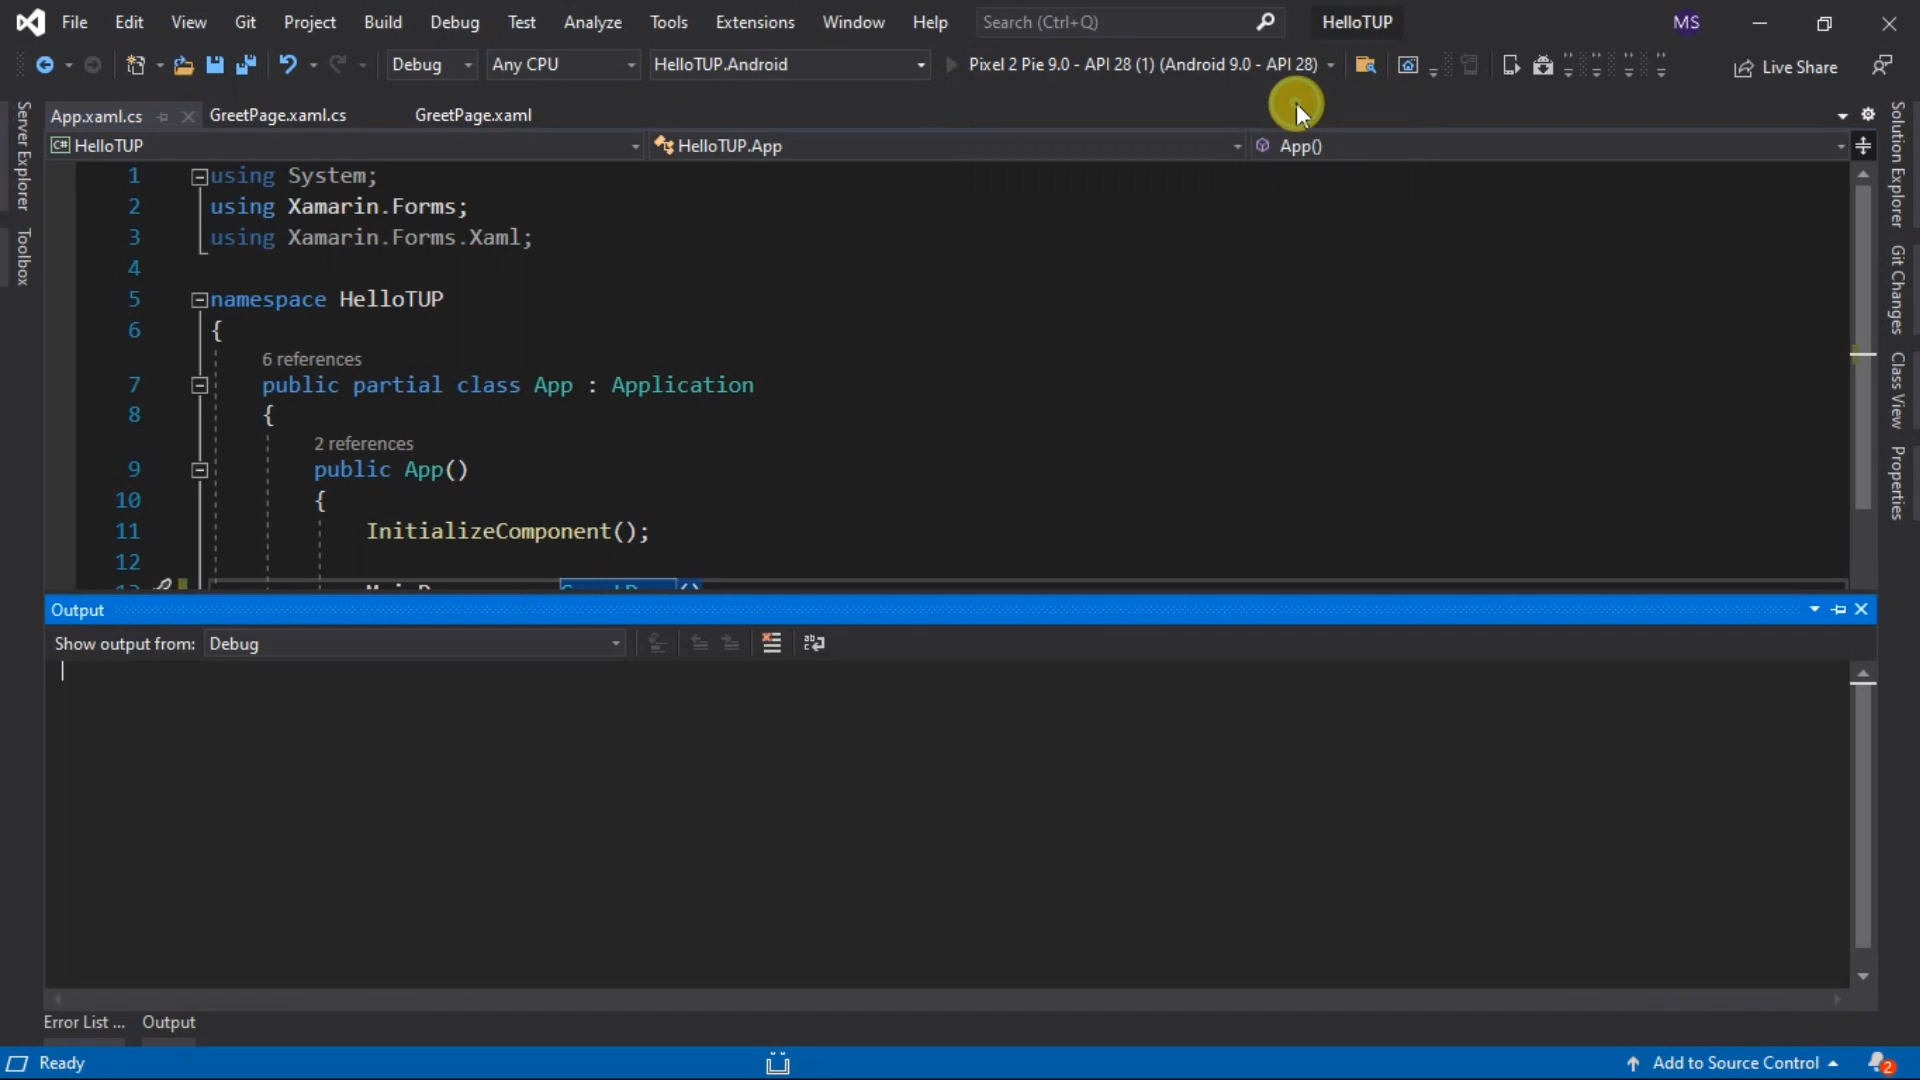 File Edit View Git Project Build Debug Test Analyze Tools Extensions Window Help Search (Ctrl+Q) HelloTUP MS
Debug Any CPU HelloTUP.Android Pixel 2 Pie 9.0 - API 28 (1) (Android 9.0 - API 28) Live Share
App.xaml.cs GreetPage.xaml.cs GreetPage.xaml
C# HelloTUP HelloTUP.App App()
Server Explorer
Toolbox
Solution Explorer
Git Changes
Class View
Properties
1 using System;
2 using Xamarin.Forms;
3 using Xamarin.Forms.Xaml;
4
5 namespace HelloTUP
6 {
6 references
7 public partial class App : Application
8 {
2 references
9 public App()
10 {
11 InitializeComponent();
12
Output
Show output from: Debug
Error List ... Output
Ready Add to Source Control 2